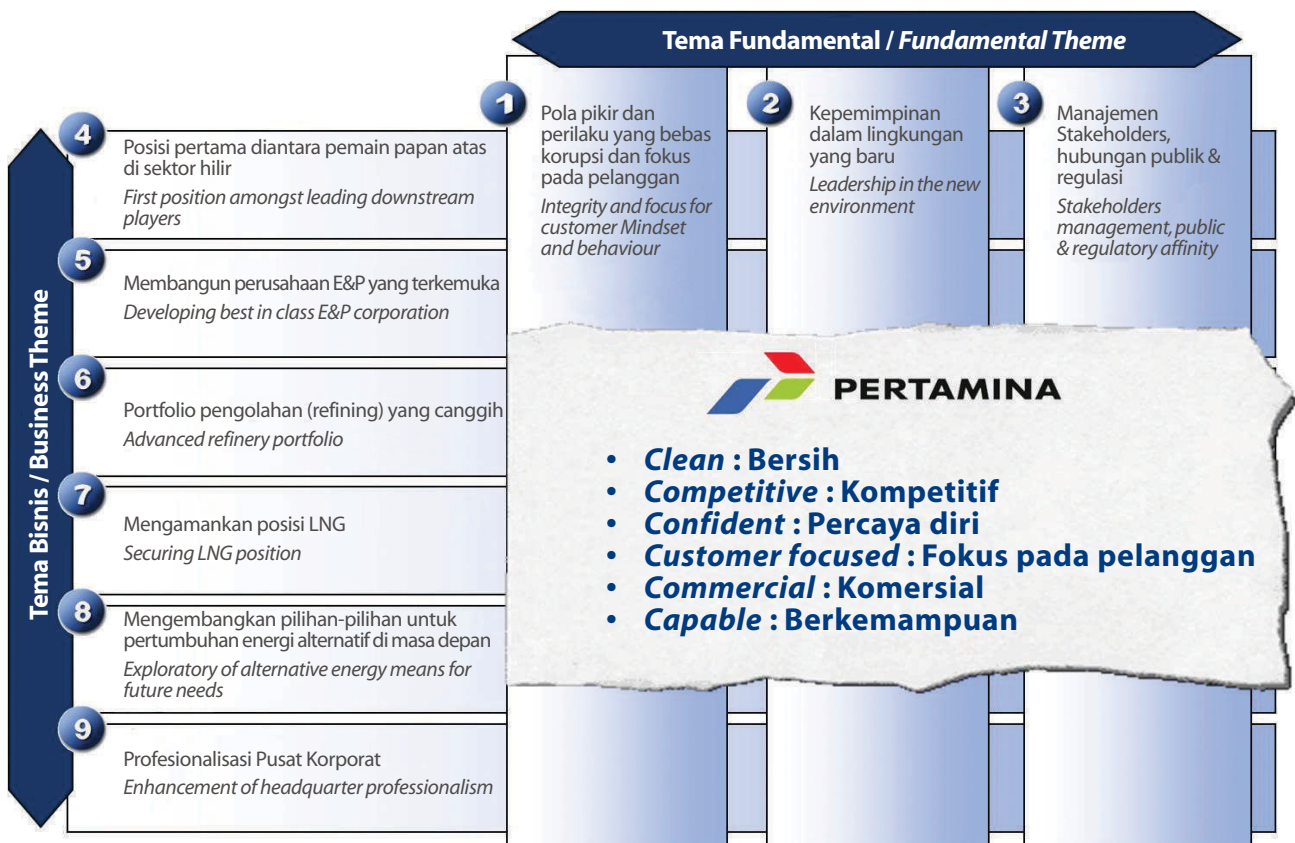 Tema Fundamental / Fundamental Theme
1
Pola pikir dan
perilaku yang bebas
korupsi dan fokus
pada pelanggan
Integrity and focus for
customer Mindset
and behaviour
2
Kepemimpinan
dalam lingkungan
yang baru
Leadership in the new
environment
3
Manajemen
Stakeholders,
hubungan publik &
regulasi
Stakeholders
management, public
& regulatory affinity
Tema Bisnis / Business Theme
4
Posisi pertama diantara pemain papan atas
di sektor hilir
First position amongst leading downstream
players
5
Membangun perusahaan E&P yang terkemuka
Developing best in class E&P corporation
6
Portfolio pengolahan (refining) yang canggih
Advanced refinery portfolio
7
Mengamankan posisi LNG
Securing LNG position
8
Mengembangkan pilihan-pilihan untuk
pertumbuhan energi alternatif di masa depan
Exploratory of alternative energy means for
future needs
9
Profesionalisasi Pusat Korporat
Enhancement of headquarter professionalism
PERTAMINA
• Clean : Bersih
• Competitive : Kompetitif
• Confident : Percaya diri
• Customer focused : Fokus pada pelanggan
• Commercial : Komersial
• Capable : Berkemampuan